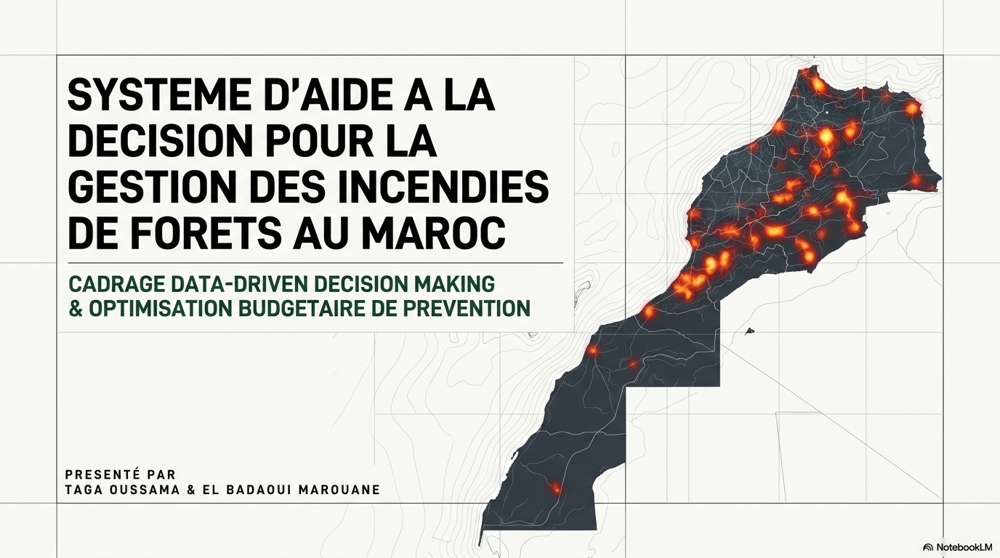 SYSTEME D'AIDE A LA
DECISION POUR LA
GESTION DES INCENDIES
DE FORETS AU MAROC
CADRAGE DATA-DRIVEN DECISION MAKING
& OPTIMISATION BUDGETAIRE DE PREVENTION
PRESENTÉ PAR
TAGA OUSSAMA & EL BADAOUI MAROUANE
NotebookLM